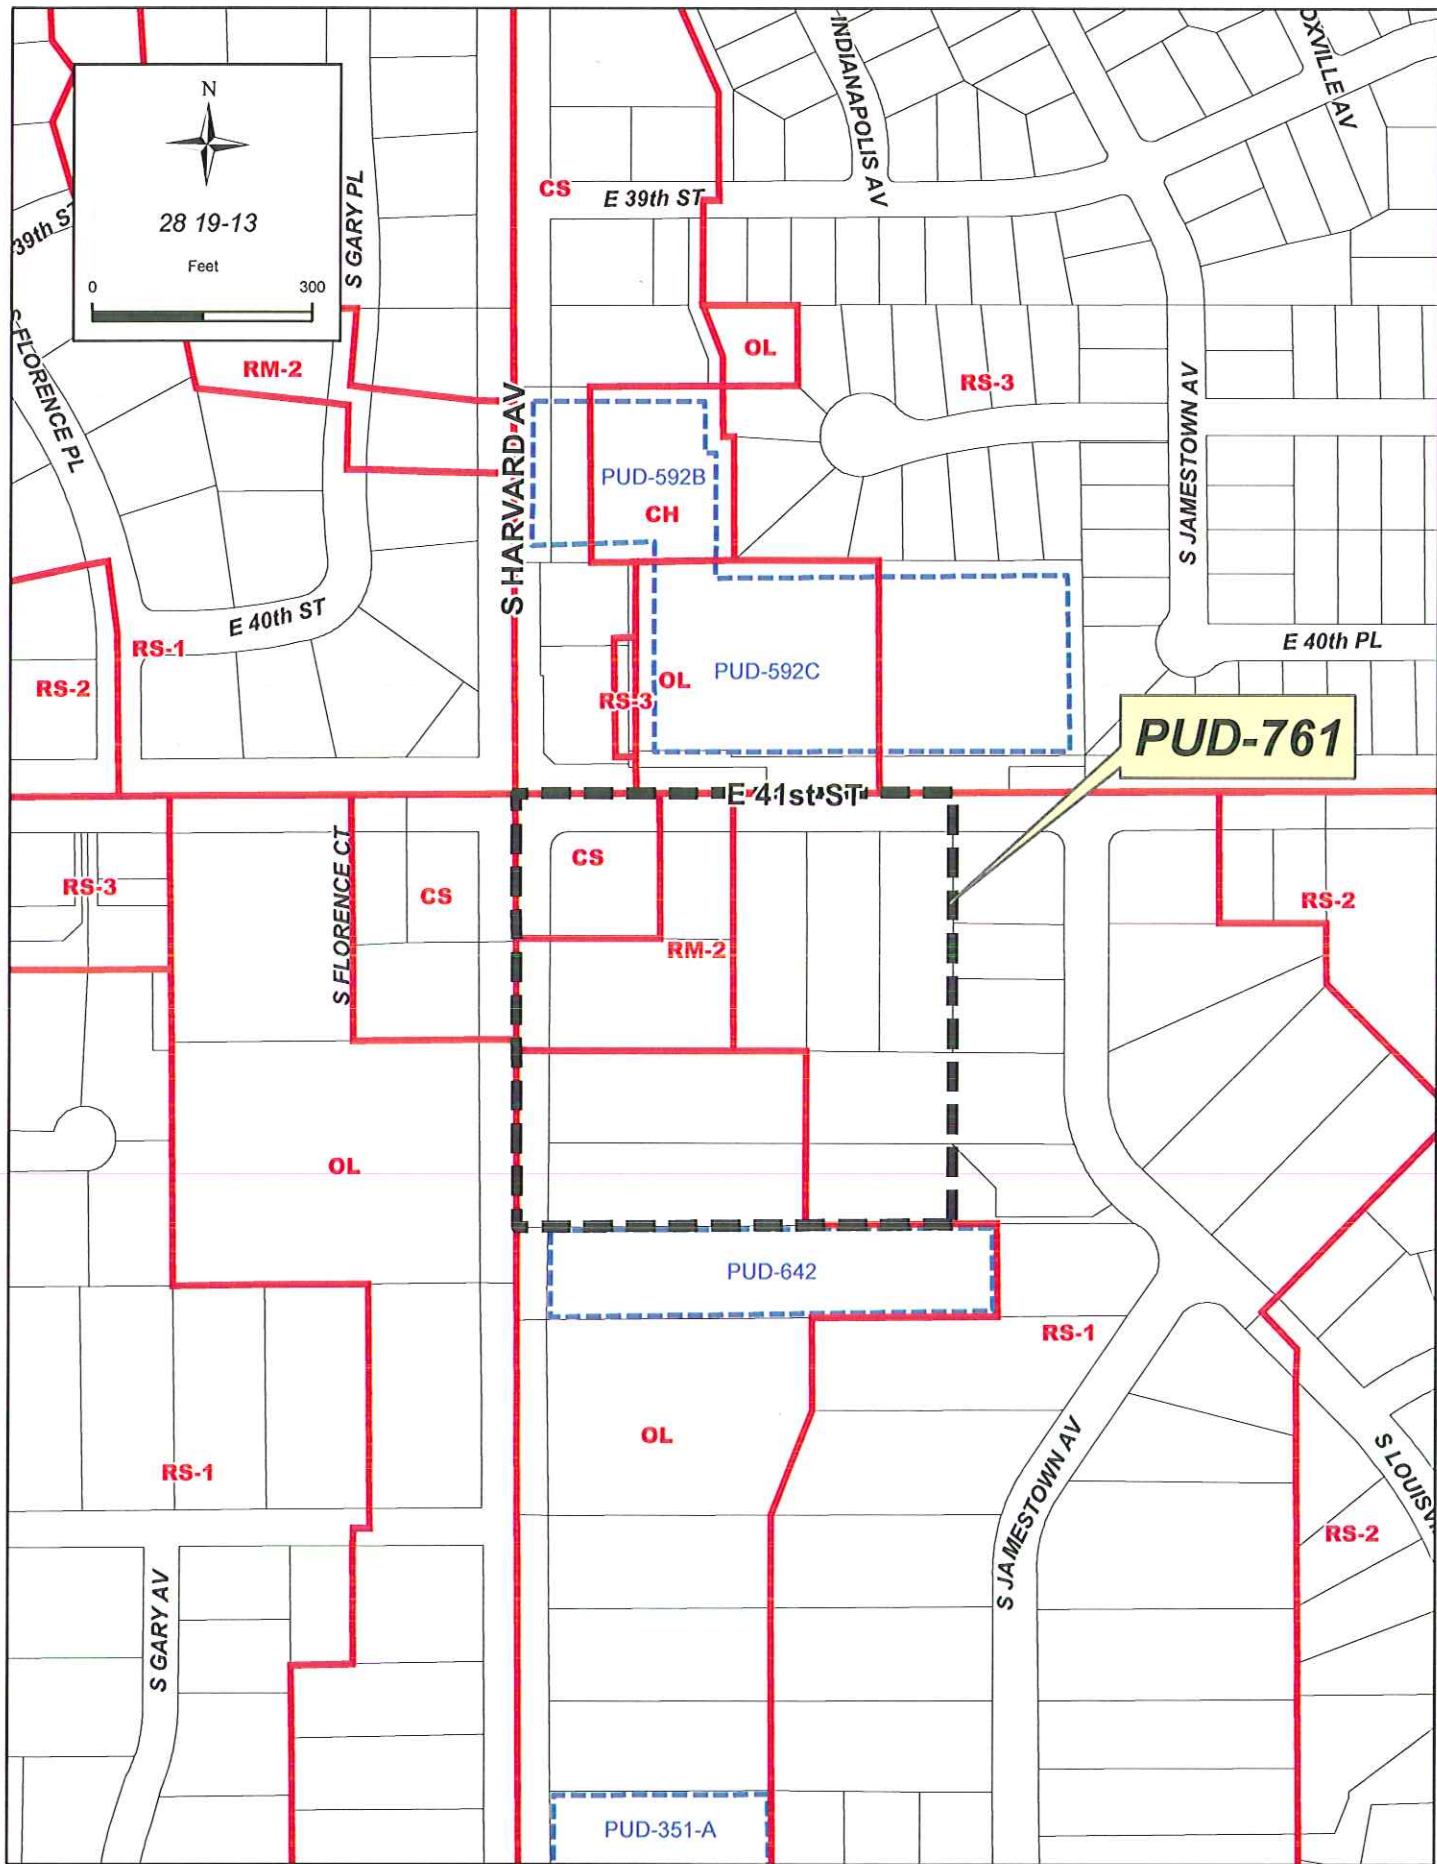 N
28 19-13
Feet
0 300
39th S
S GARY PL
INDIANAPOLIS AV
OXVILLE AV
CS
E 39th ST
S FLORENCE PL
RM-2
OL
RS-3
S HARVARD AV
S JAMESTOWN AV
PUD-592B
CH
E 40th ST
RS-1
RS-2
E 40th PL
PUD-592C
OL
RS-3
PUD-761
E 41st ST
S FLORENCE CT
CS
CS
RS-3
RS-2
RM-2
OL
PUD-642
RS-1
OL
RS-1
S JAMESTOWN AV
S LOUISV
RS-2
S GARY AV
PUD-351-A